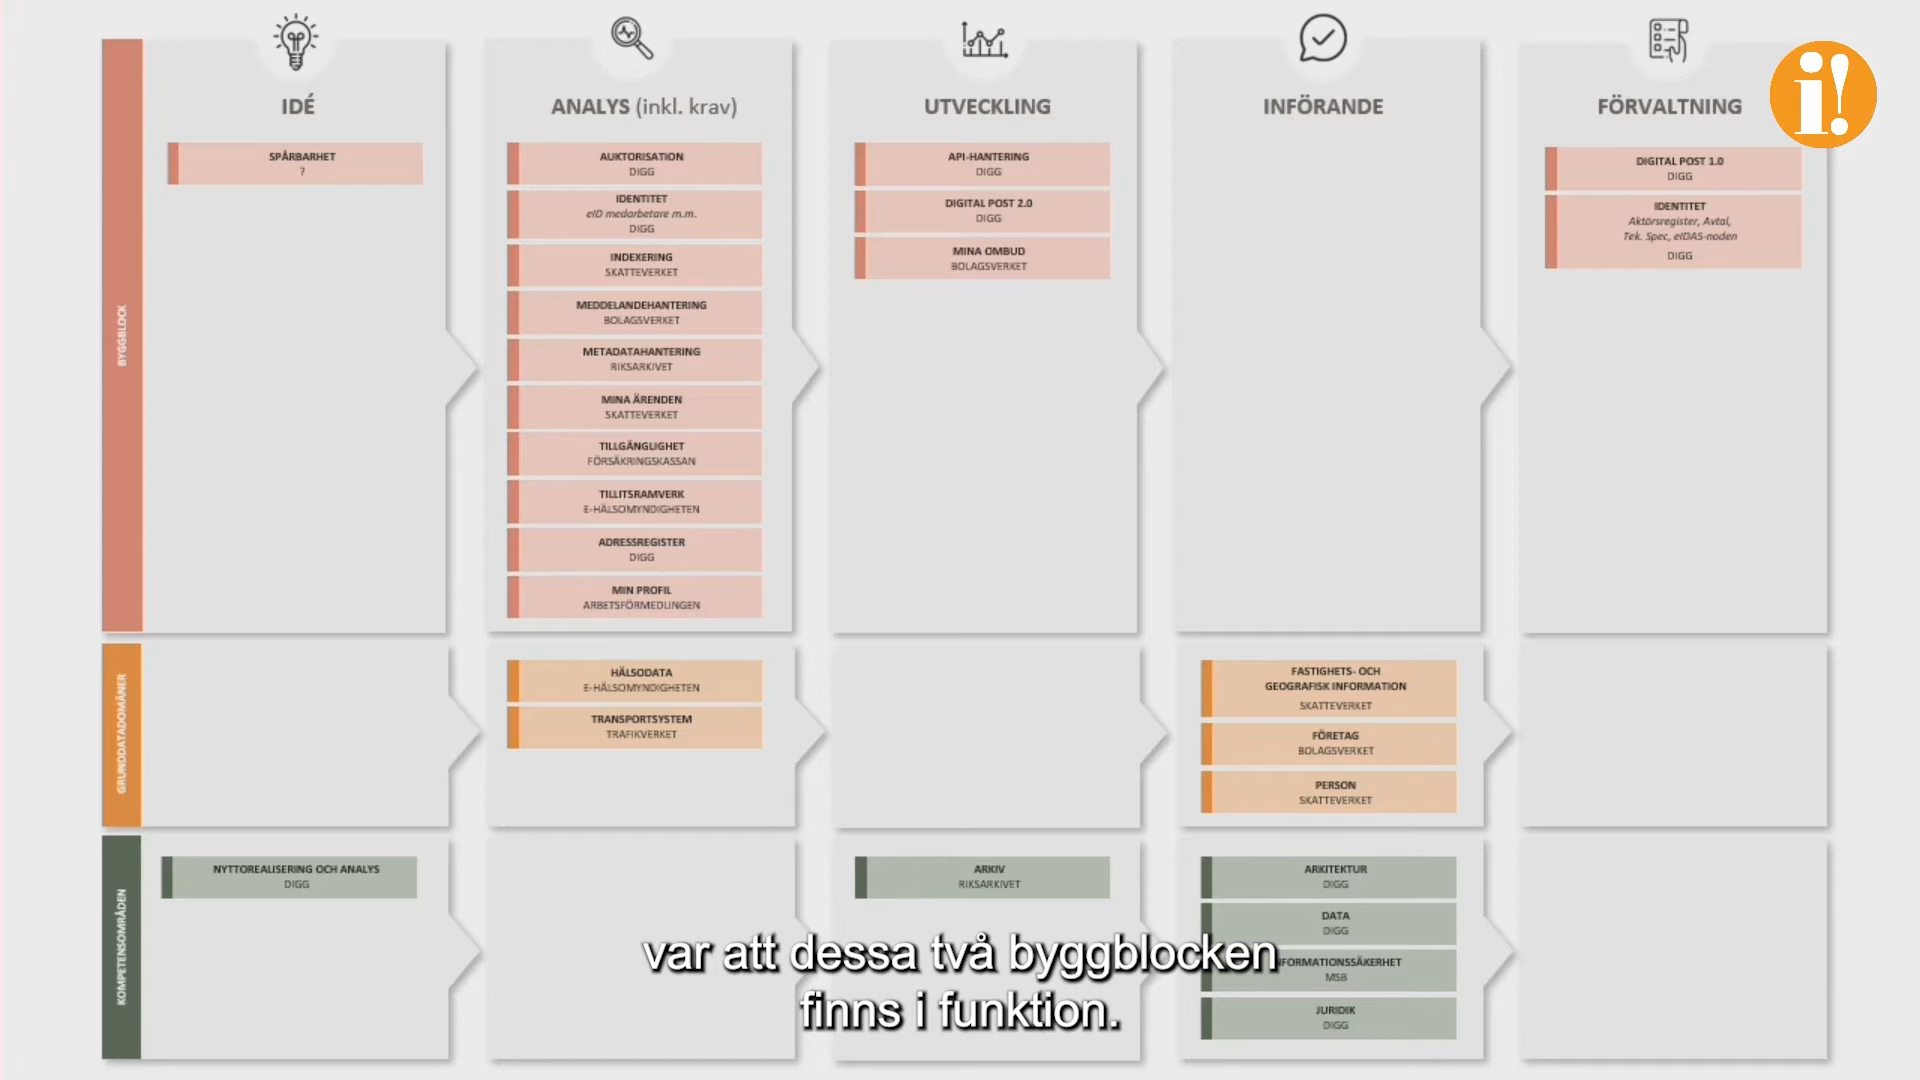 IDÉ
ANALYS (inkl. krav)
UTVECKLING
INFÖRANDE
FÖRVALTNING
i!
BYGGBLOCK
SPÅRBARHET
?
AUKTORISATION
DIGG
IDENTITET
eID medarbetare m.m.
DIGG
INDEXERING
SKATTEVERKET
MEDDELANDEHANTERING
BOLAGSVERKET
METADATAHANTERING
RIKSARKIVET
MINA ÄRENDEN
SKATTEVERKET
TILLGÄNGLIGHET
FÖRSÄKRINGSKASSAN
TILLITSRAMVERK
E-HÄLSOMYNDIGHETEN
ADRESSREGISTER
DIGG
MIN PROFIL
ARBETSFÖRMEDLINGEN
API-HANTERING
DIGG
DIGITAL POST 2.0
DIGG
MINA OMBUD
BOLAGSVERKET
DIGITAL POST 1.0
DIGG
IDENTITET
Aktörsregister, Avtal,
Tek. Spec, eIDAS-noden
DIGG
GRUNDDATADOMÄNER
HÄLSODATA
E-HÄLSOMYNDIGHETEN
TRANSPORTSYSTEM
TRAFIKVERKET
FASTIGHETS- OCH
GEOGRAFISK INFORMATION
SKATTEVERKET
FÖRETAG
BOLAGSVERKET
PERSON
SKATTEVERKET
KOMPETENSOMRÅDEN
NYTTOREALISERING OCH ANALYS
DIGG
ARKIV
RIKSARKIVET
ARKITEKTUR
DIGG
DATA
DIGG
NFORMATIONSSÄKERHET
MSB
JURIDIK
DIGG
var att dessa två byggblocken
finns i funktion.